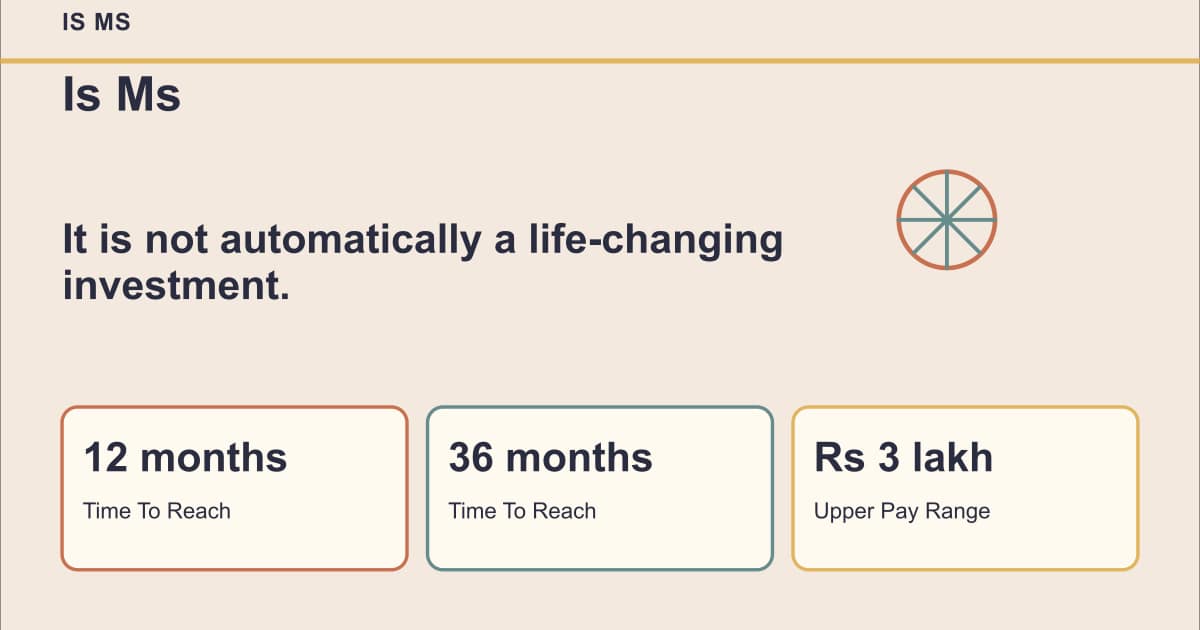 IS MS
Is Ms
It is not automatically a life-changing
investment.
12 months
Time To Reach
36 months
Time To Reach
Rs 3 lakh
Upper Pay Range